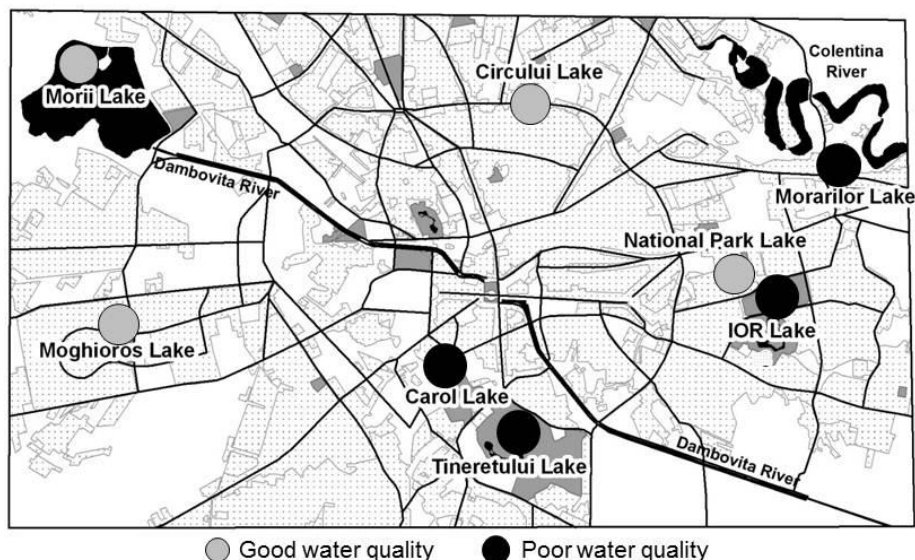 Colentina
River
Circului Lake
Morii Lake
Dambovita River
Morarilor Lake
National Park Lake
IOR Lake
Moghioros Lake
Carol Lake
Tineretului Lake
Dambovita River
Good water quality
Poor water quality